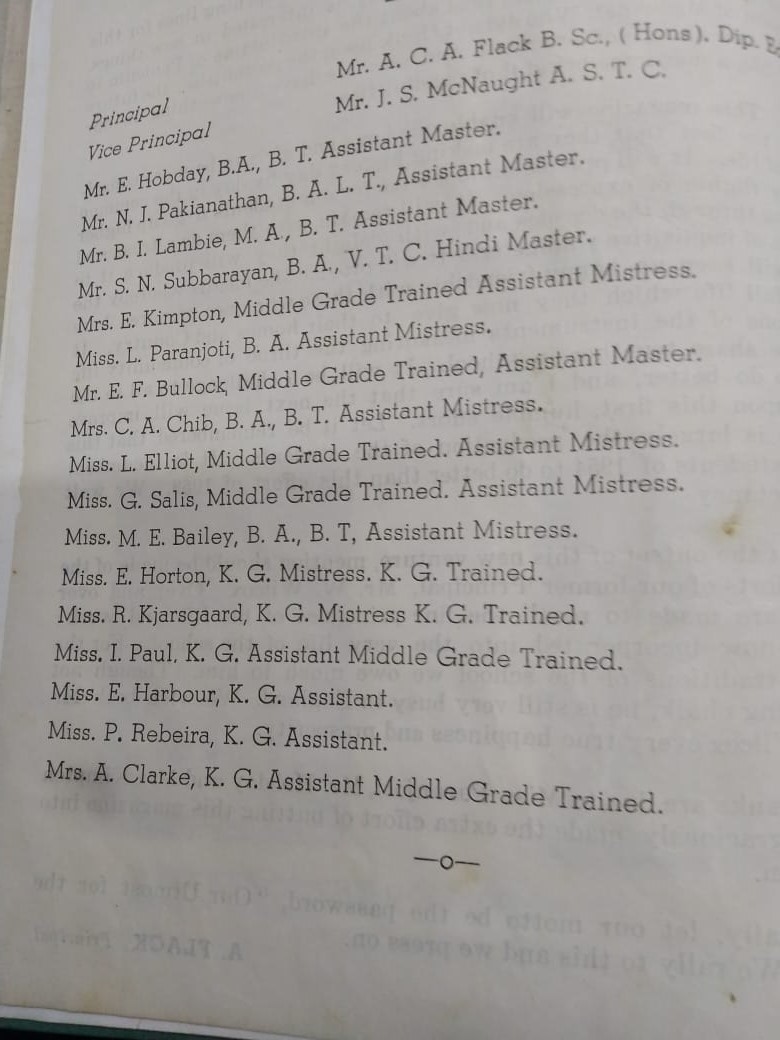 Principal Mr. A. C. A. Flack B. Sc., ( Hons). Dip.
Vice Principal Mr. J. S. McNaught A. S. T. C.
Mr. E. Hobday, B.A., B. T. Assistant Master.
Mr. N. J. Pakianathan, B. A. L. T., Assistant Master.
Mr. B. I. Lambie, M. A., B. T. Assistant Master.
Mr. S. N. Subbarayan, B. A., V. T. C. Hindi Master.
Mrs. E. Kimpton, Middle Grade Trained Assistant Mistress.
Miss. L. Paranjoti, B. A. Assistant Mistress.
Mr. E. F. Bullock, Middle Grade Trained, Assistant Master.
Mrs. C. A. Chib, B. A., B. T. Assistant Mistress.
Miss. L. Elliot, Middle Grade Trained. Assistant Mistress.
Miss. G. Salis, Middle Grade Trained. Assistant Mistress.
Miss. M. E. Bailey, B. A., B. T, Assistant Mistress.
Miss. E. Horton, K. G. Mistress. K. G. Trained.
Miss. R. Kjarsgaard, K. G. Mistress K. G. Trained.
Miss. I. Paul. K. G. Assistant Middle Grade Trained.
Miss. E. Harbour, K. G. Assistant.
Miss. P. Rebeira, K. G. Assistant.
Mrs. A. Clarke, K. G. Assistant Middle Grade Trained.
—o—